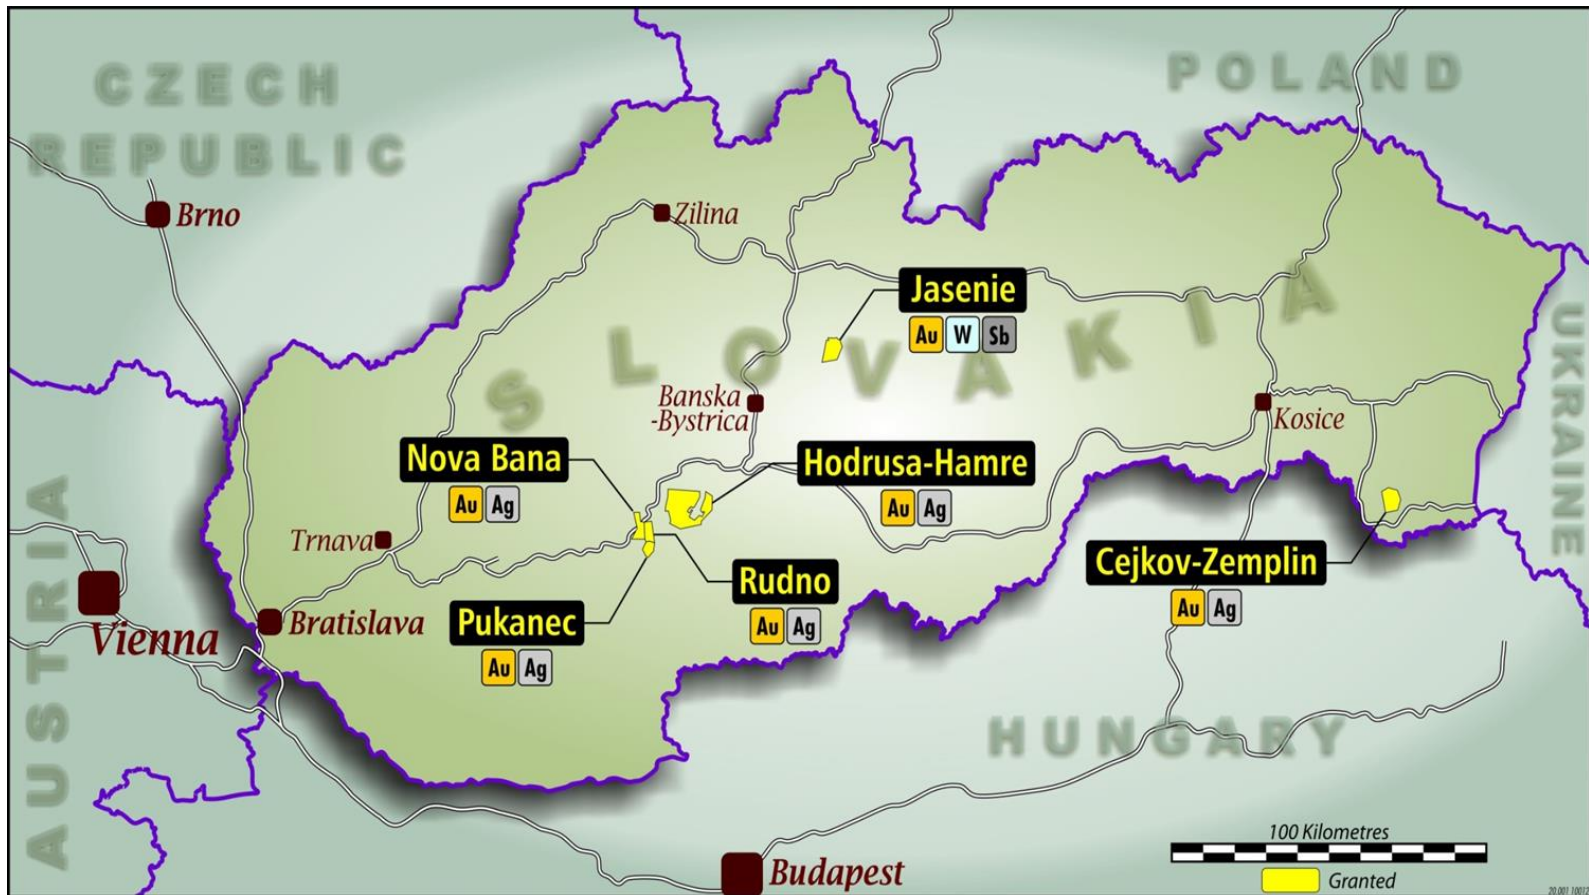 CZECH
REPUBLIC
POLAND
Brno
Zilina
Jasenie
Au W Sb
SLOVAKIA
UKRAINE
Banska
-Bystrica
Kosice
Nova Bana
Au Ag
Hodrusa-Hamre
Au Ag
Trnava
AUSTRIA
Cejkov-Zemplin
Au Ag
Rudno
Au Ag
Pukanec
Au Ag
Bratislava
Vienna
HUNGARY
Budapest
100 Kilometres
Granted